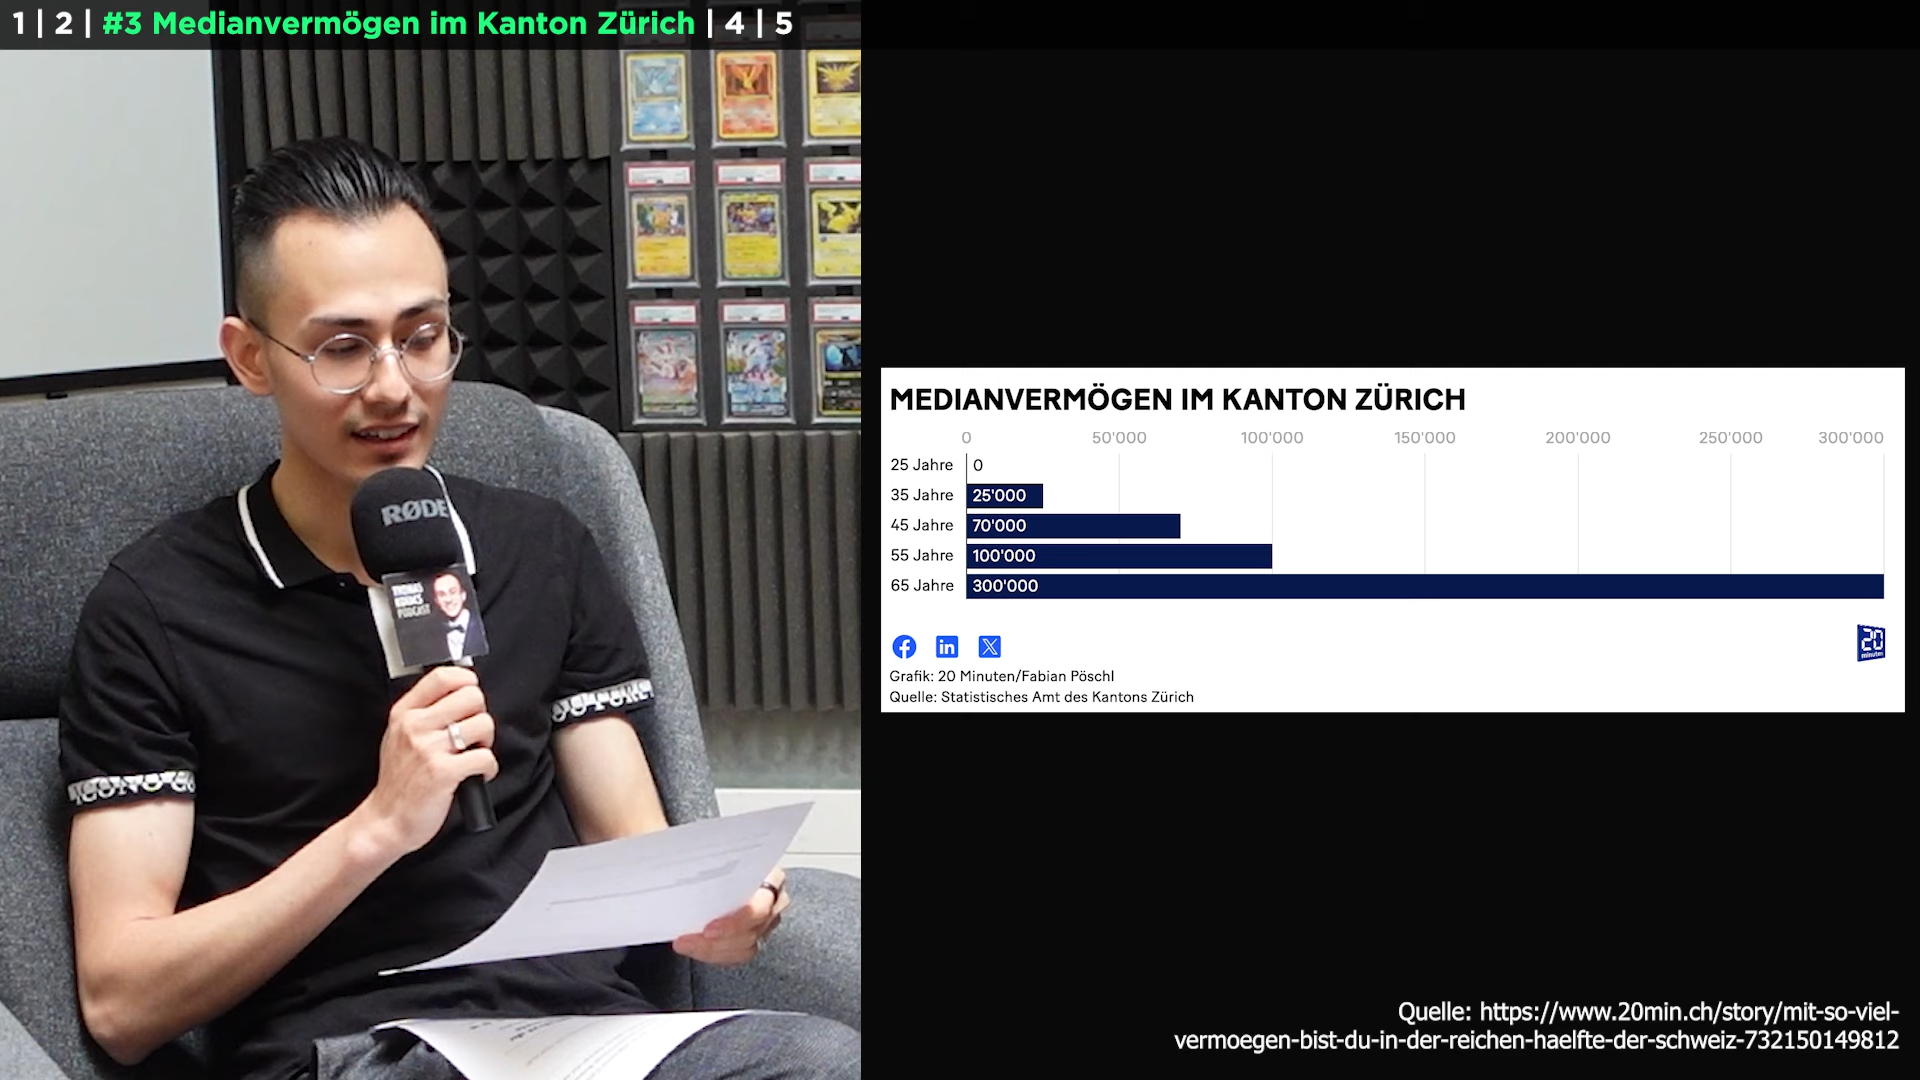 1 | 2 | #3 Medianvermögen im Kanton Zürich | 4 | 5
RØDE
PODCAST
MEDIANVERMÖGEN IM KANTON ZÜRICH
0 50'000 100'000 150'000 200'000 250'000 300'000
25 Jahre 0
35 Jahre 25'000
45 Jahre 70'000
55 Jahre 100'000
65 Jahre 300'000
20
minuten
Grafik: 20 Minuten/Fabian Pöschl
Quelle: Statistisches Amt des Kantons Zürich
Quelle: https://www.20min.ch/story/mit-so-viel-
vermoegen-bist-du-in-der-reichen-haelfte-der-schweiz-732150149812